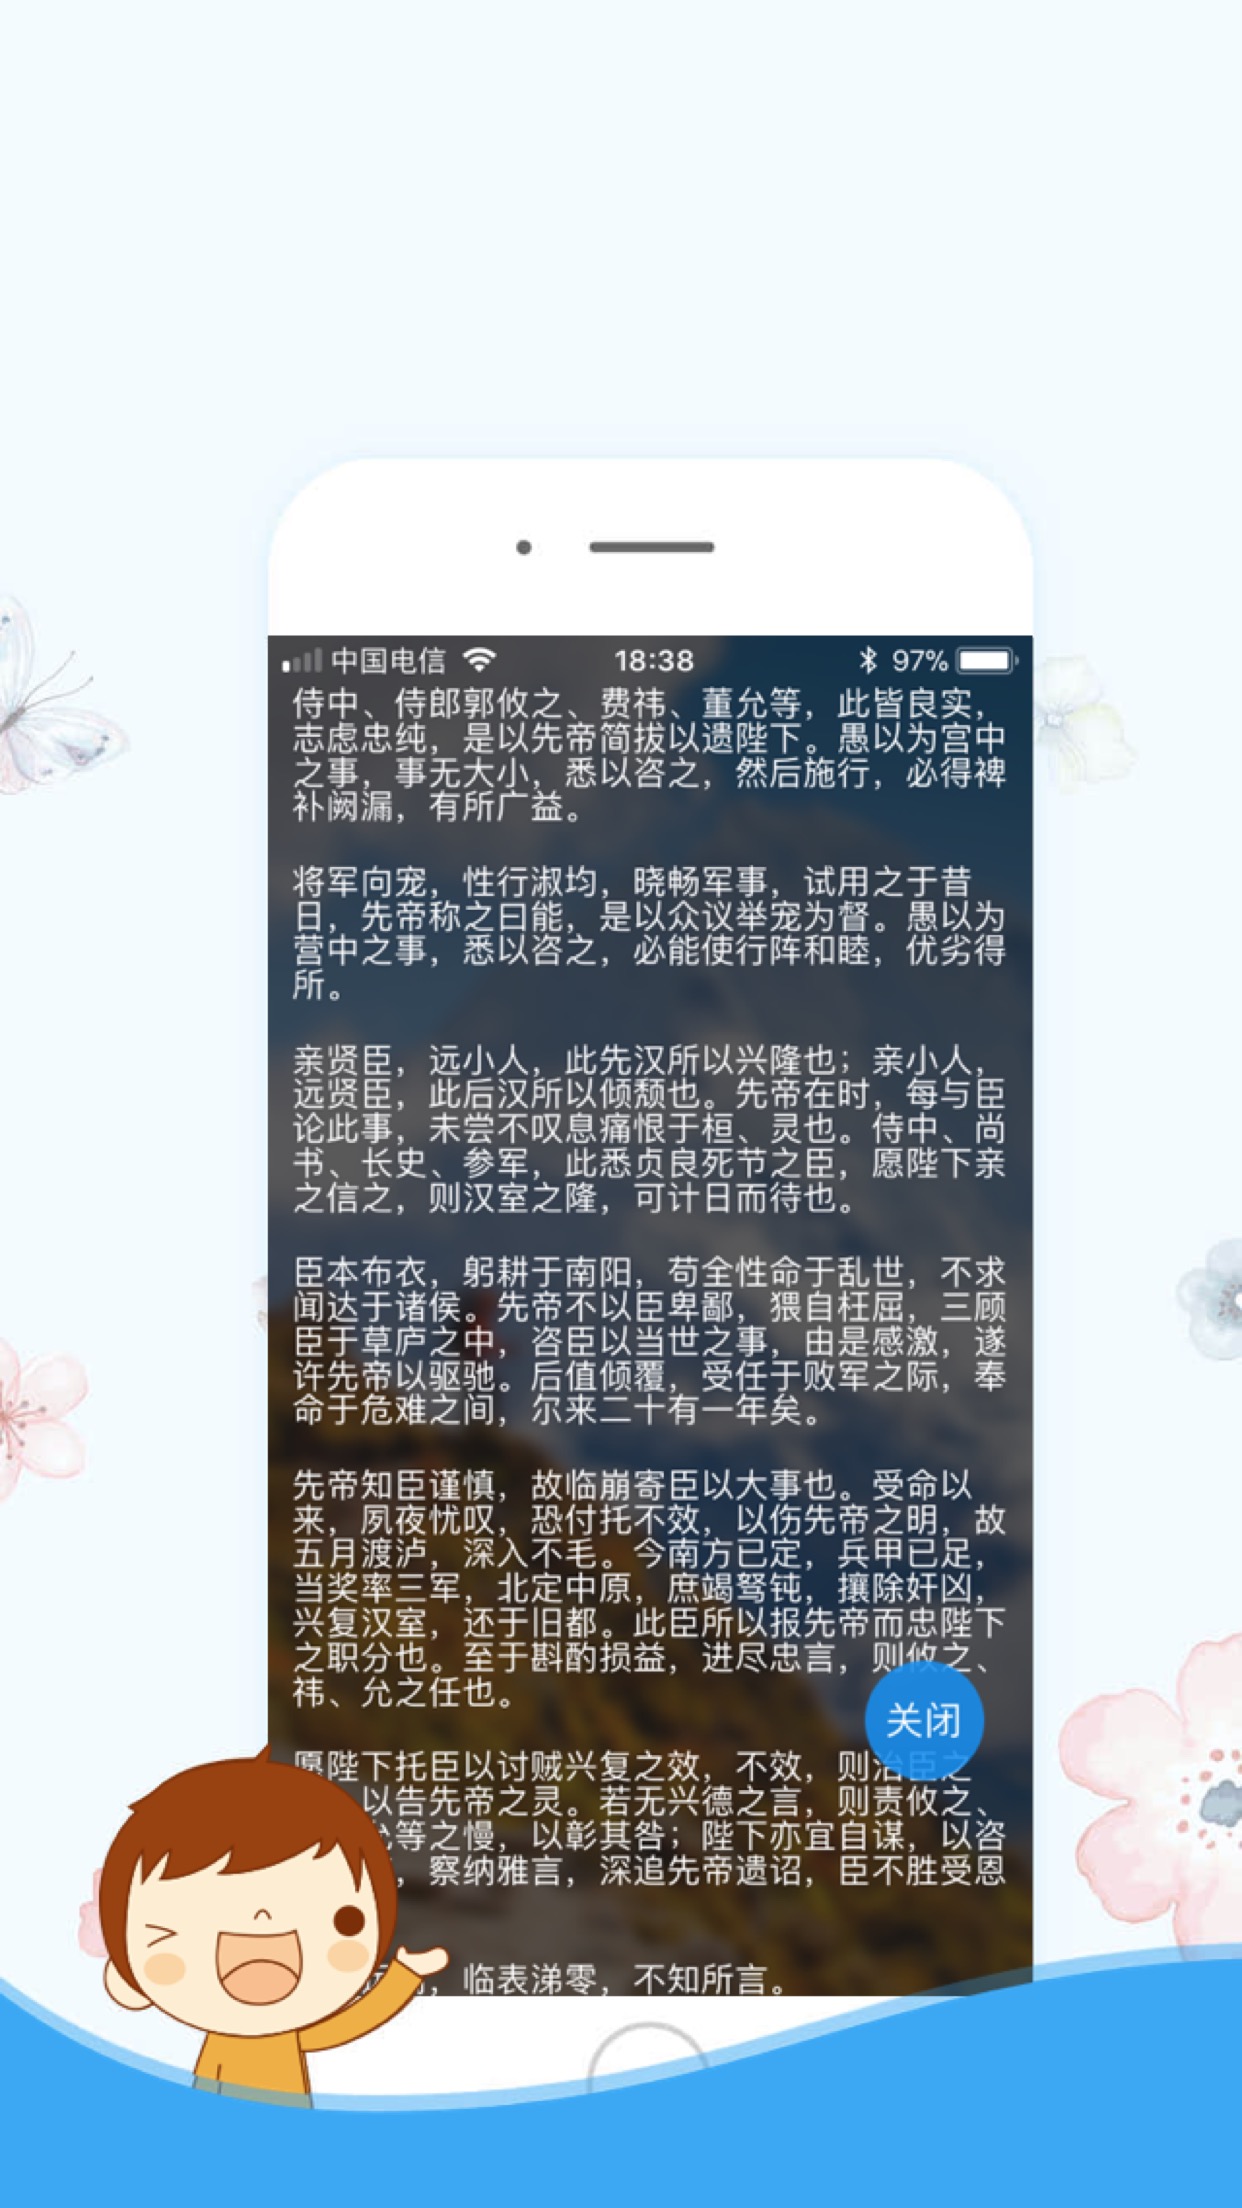 中国电信 18:38 97%
侍中、侍郎郭攸之、费祎、董允等，此皆良实，
志虑忠纯，是以先帝简拔以遗陛下。愚以为宫中
之事，事无大小，悉以咨之，然后施行，必得裨
补阙漏，有所广益。
将军向宠，性行淑均，晓畅军事，试用之于昔
日，先帝称之曰能，是以众议举宠为督。愚以为
营中之事，悉以咨之，必能使行阵和睦，优劣得
所。
亲贤臣，远小人，此先汉所以兴隆也；亲小人，
远贤臣，此后汉所以倾颓也。先帝在时，每与臣
论此事，未尝不叹息痛恨于桓、灵也。侍中、尚
书、长史、参军，此悉贞良死节之臣，愿陛下亲
之信之，则汉室之隆，可计日而待也。
臣本布衣，躬耕于南阳，苟全性命于乱世，不求
闻达于诸侯。先帝不以臣卑鄙，猥自枉屈，三顾
臣于草庐之中，咨臣以当世之事，由是感激，遂
许先帝以驱驰。后值倾覆，受任于败军之际，奉
命于危难之间，尔来二十有一年矣。
先帝知臣谨慎，故临崩寄臣以大事也。受命以
来，夙夜忧叹，恐付托不效，以伤先帝之明，故
五月渡泸，深入不毛。今南方已定，兵甲已足，
当奖率三军，北定中原，庶竭驽钝，攘除奸凶，
兴复汉室，还于旧都。此臣所以报先帝而忠陛下
之职分也。至于斟酌损益，进尽忠言，则攸之、
祎、允之任也。
关闭
愿陛下托臣以讨贼兴复之效，不效，则治臣之
以告先帝之灵。若无兴德之言，则责攸之、
等之慢，以彰其咎；陛下亦宜自谋，以咨
，察纳雅言，深追先帝遗诏，臣不胜受恩
，临表涕零，不知所言。